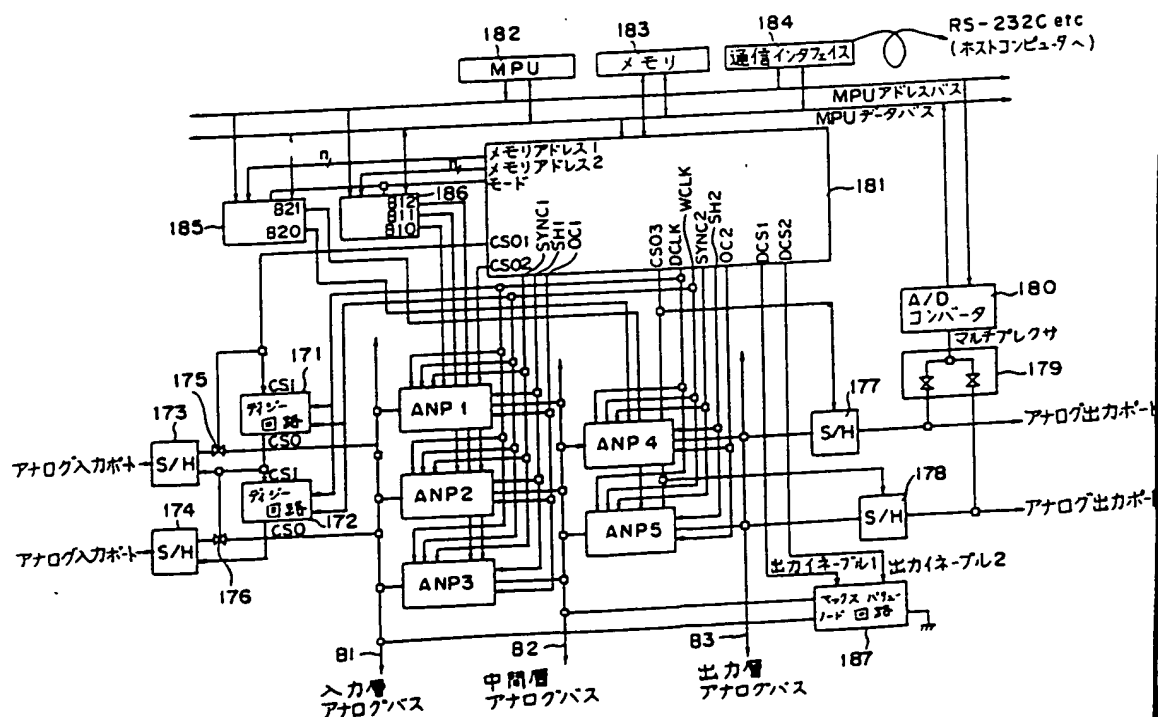 182
MPU
183
メモリ
184
通信インタフェイス
RS-232C etc
(ホストコンピュータへ)
MPUアドレスバス
MPUデータバス
n
n
メモリアドレス1
メモリアドレス2
モード
181
185
B21
B20
186
B12
B11
B10
CSO1
CSO2
SYNC1
SH1
OC1
CSO3
DCLK
WCLK
SYNC2
SH2
OC2
DCS1
DCS2
A/D
コンバータ
180
マルチプレクサ
179
175
171
CSI
デイジー
回路
CSO
173
S/H
アナログ入力ポート
CSI
デイジー
回路
172
CSO
174
S/H
アナログ入力ポート
176
ANP1
ANP2
ANP3
ANP4
ANP5
177
S/H
アナログ出力ポート
178
S/H
アナログ出力ポート
出力イネーブル1
出力イネーブル2
マックスバリュー
ノード回路
187
B1
入力層
アナログバス
B2
中間層
アナログバス
B3
出力層
アナログバス